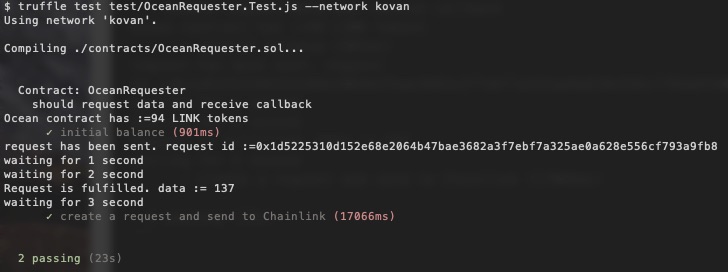 $ truffle test test/OceanRequester.Test.js --network kovan
Using network 'kovan'.
Compiling ./contracts/OceanRequester.sol...
Contract: OceanRequester
should request data and receive callback
Ocean contract has :=94 LINK tokens
✓ initial balance (901ms)
request has been sent. request id :=0x1d5225310d152e68e2064b47bae3682a3f7ebf7a325ae0a628e556cf793a9fb8
waiting for 1 second
waiting for 2 second
Request is fulfilled. data := 137
waiting for 3 second
✓ create a request and send to Chainlink (17066ms)
2 passing (23s)